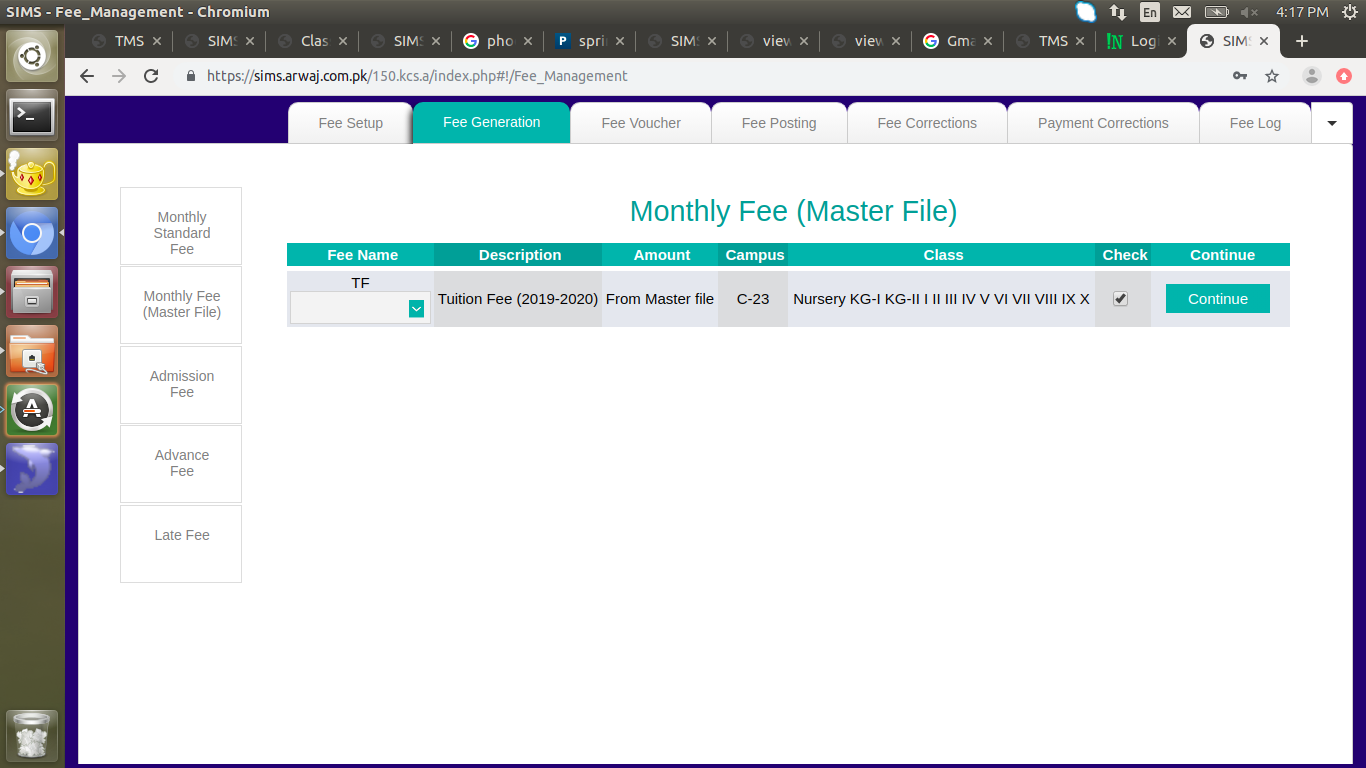 SIMS - Fee_Management - Chromium
En
4:17 PM
TMS
SIMS
Clas
SIMS
pho
spri
SIMS
view
view
Gma
TMS
Logi
SIMS
https://sims.arwaj.com.pk/150.kcs.a/index.php#!/Fee_Management
Fee Setup
Fee Generation
Fee Voucher
Fee Posting
Fee Corrections
Payment Corrections
Fee Log
Monthly
Standard
Fee
Monthly Fee
(Master File)
Admission
Fee
Advance
Fee
Late Fee
Monthly Fee (Master File)
Fee Name Description Amount Campus Class Check Continue
TF
Tuition Fee (2019-2020) From Master file C-23 Nursery KG-I KG-II I II III IV V VI VII VIII IX X Continue